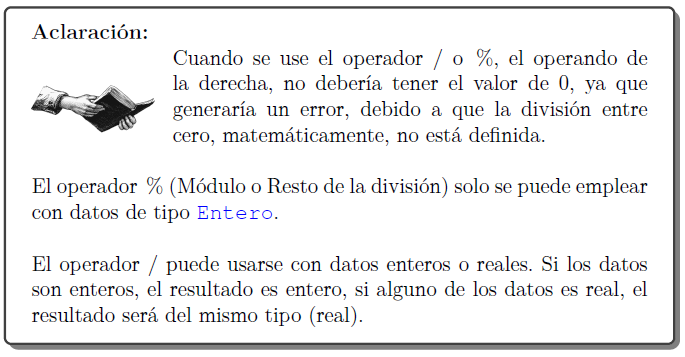 Aclaración:
Cuando se use el operador / o %, el operando de
la derecha, no debería tener el valor de 0, ya que
generaría un error, debido a que la división entre
cero, matemáticamente, no está definida.
El operador % (Módulo o Resto de la división) solo se puede emplear
con datos de tipo Entero.
El operador / puede usarse con datos enteros o reales. Si los datos
son enteros, el resultado es entero, si alguno de los datos es real, el
resultado será del mismo tipo (real).